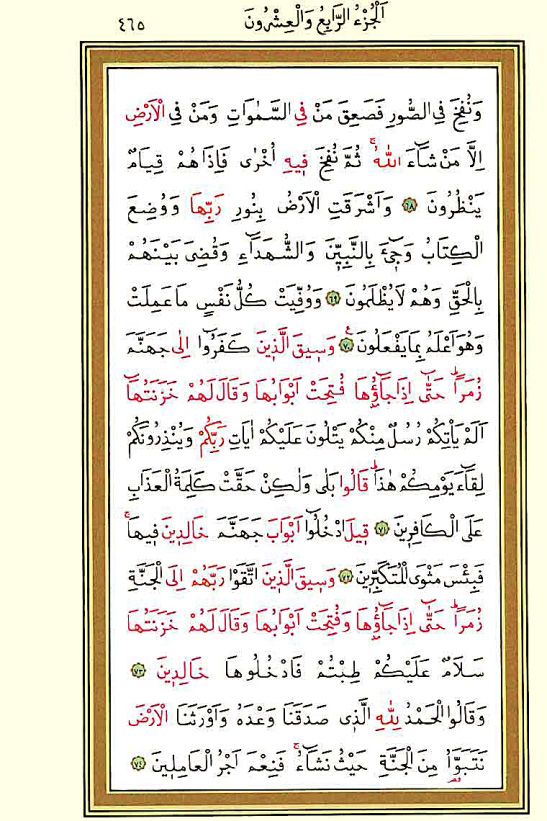 اَلْجُزْءُ الرَّابِعُ وَالْعِشْرُونَ ٤٦٥
وَنُفِخَ فِي الصُّورِ فَصَعِقَ مَنْ فِي السَّمٰوَاتِ وَمَنْ فِي الْاَرْضِ
اِلَّا مَنْ شَٓاءَ اللّٰهُۜ ثُمَّ نُفِخَ ف۪يهِ اُخْرٰى فَاِذَا هُمْ قِيَامٌ
يَنْظُرُونَ ﴿٦٨﴾ وَاَشْرَقَتِ الْاَرْضُ بِنُورِ رَبِّهَا وَوُضِعَ
الْكِتَابُ وَج۪ٓيءَ بِالنَّبِيّ۪نَ وَالشُّهَدَٓاءِ وَقُضِيَ بَيْنَهُمْ
بِالْحَقِّ وَهُمْ لَا يُظْلَمُونَ ﴿٦٩﴾ وَوُفِّيَتْ كُلُّ نَفْسٍ مَا عَمِلَتْ
وَهُوَ اَعْلَمُ بِمَا يَفْعَلُونَ۟ ﴿٧٠﴾ وَس۪يقَ الَّذ۪ينَ كَفَرُٓوا اِلٰى جَهَنَّمَ
زُمَراًۜ حَتّٰٓى اِذَا جَٓاؤُ۫هَا فُتِحَتْ اَبْوَابُهَا وَقَالَ لَهُمْ خَزَنَتُهَٓا
اَلَمْ يَأْتِكُمْ رُسُلٌ مِنْكُمْ يَتْلُونَ عَلَيْكُمْ اٰيَاتِ رَبِّكُمْ وَيُنْذِرُونَكُمْ
لِقَٓاءَ يَوْمِكُمْ هٰذَاۜ قَالُوا بَلٰى وَلٰكِنْ حَقَّتْ كَلِمَةُ الْعَذَابِ
عَلَى الْكَافِر۪ينَ ﴿٧١﴾ ق۪يلَ ادْخُلُٓوا اَبْوَابَ جَهَنَّمَ خَالِد۪ينَ ف۪يهَاۚ
فَبِئْسَ مَثْوَى الْمُتَكَبِّر۪ينَ ﴿٧٢﴾ وَس۪يقَ الَّذ۪ينَ اتَّقَوْا رَبَّهُمْ اِلَى الْجَنَّةِ
زُمَراًۜ حَتّٰٓى اِذَا جَٓاؤُ۫هَا وَفُتِحَتْ اَبْوَابُهَا وَقَالَ لَهُمْ خَزَنَتُهَا
سَلَامٌ عَلَيْكُمْ طِبْتُمْ فَادْخُلُوهَا خَالِد۪ينَ ﴿٧٣﴾
وَقَالُوا الْحَمْدُ لِلّٰهِ الَّذ۪ي صَدَقَنَا وَعْدَهُ وَاَوْرَثَنَا الْاَرْضَ
نَتَبَوَّاُ مِنَ الْجَنَّةِ حَيْثُ نَشَٓاءُۚ فَنِعْمَ اَجْرُ الْعَامِل۪ينَ ﴿٧٤﴾